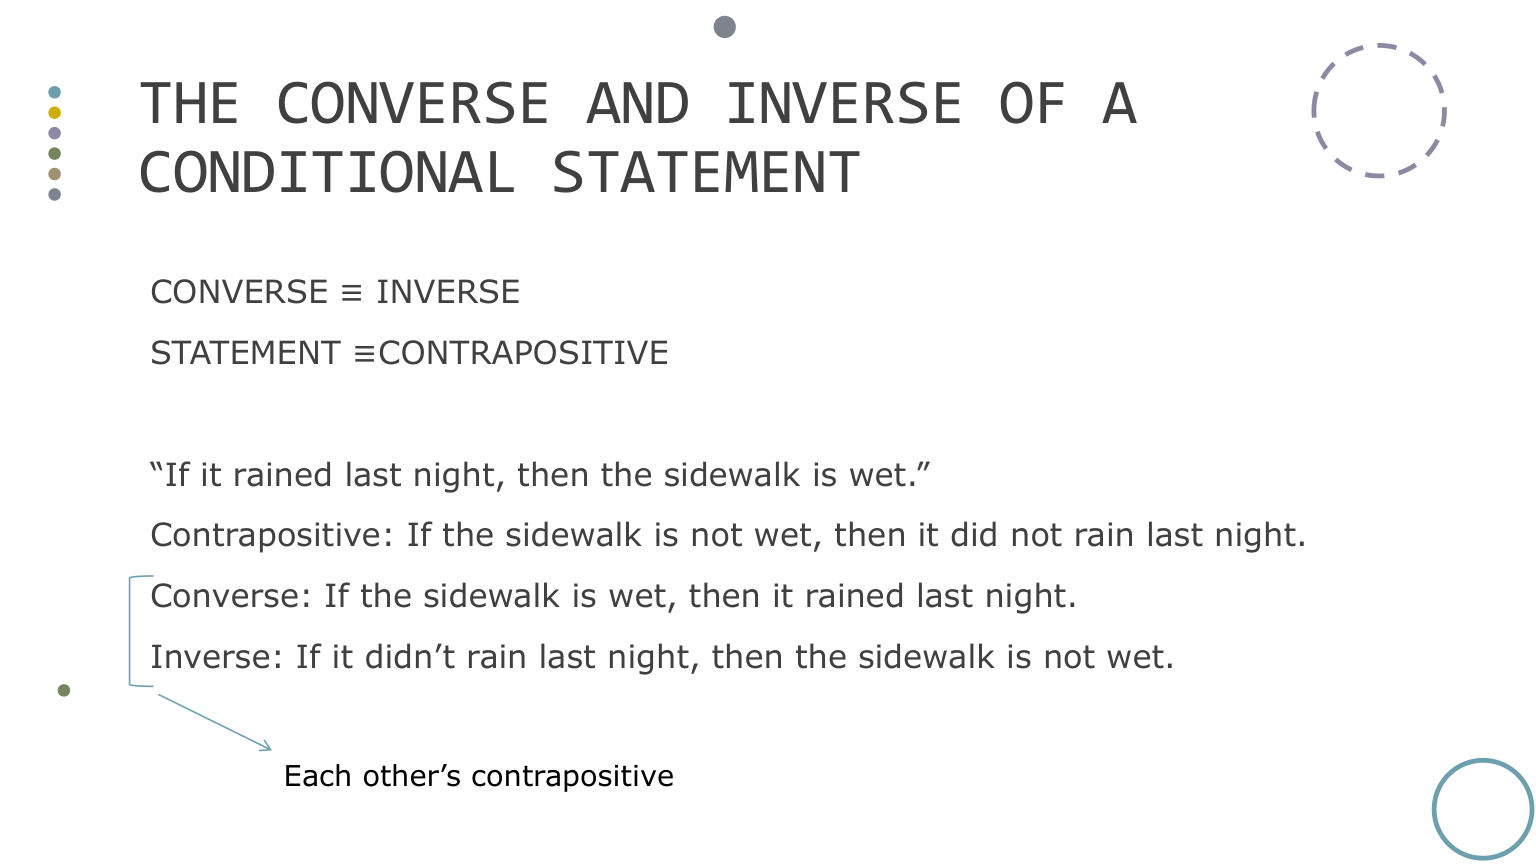 THE CONVERSE AND INVERSE OF A
CONDITIONAL STATEMENT
CONVERSE ≡ INVERSE
STATEMENT ≡CONTRAPOSITIVE
“If it rained last night, then the sidewalk is wet.”
Contrapositive: If the sidewalk is not wet, then it did not rain last night.
Converse: If the sidewalk is wet, then it rained last night.
Inverse: If it didn’t rain last night, then the sidewalk is not wet.
Each other’s contrapositive